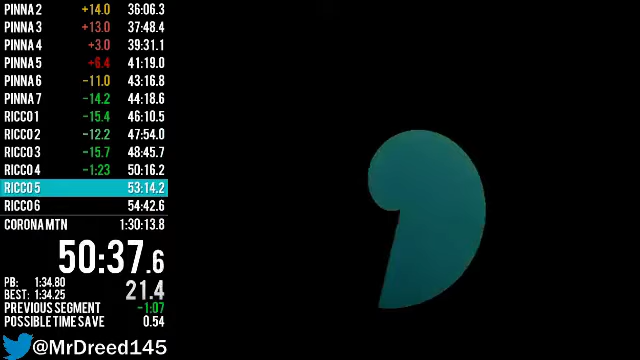 PINNA 2 +14.0 36:06.3
PINNA 3 +13.0 37:48.4
PINNA 4 +3.0 39:31.1
PINNA 5 +6.4 41:19.0
PINNA 6 -11.0 43:16.8
PINNA 7 -14.2 44:18.6
RICCO 1 -15.4 46:10.5
RICCO 2 -12.2 47:54.0
RICCO 3 -15.7 48:45.7
RICCO 4 -1:23 50:16.2
RICCO 5 53:14.2
RICCO 6 54:42.6
CORONA MTN 1:30:13.8
50:37.6
PB: 1:34.80
BEST: 1:34.25 21.4
PREVIOUS SEGMENT -1:07
POSSIBLE TIME SAVE 0.54
@MrDreed145